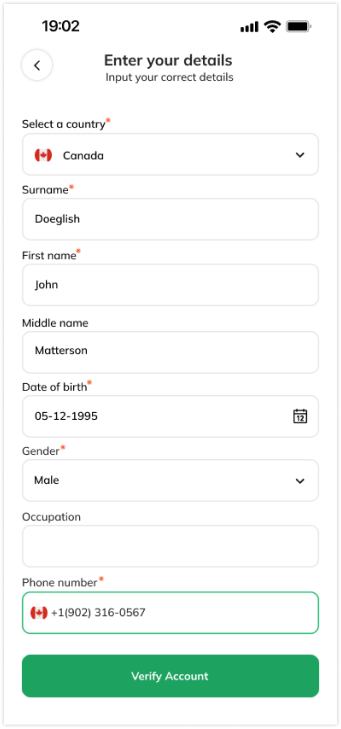 19:02
Enter your details
Input your correct details
Select a country*
Canada
Surname*
Doeglish
First name*
John
Middle name
Matterson
Date of birth*
05-12-1995
12
Gender*
Male
Occupation
Phone number*
+1(902) 316-0567
Verify Account